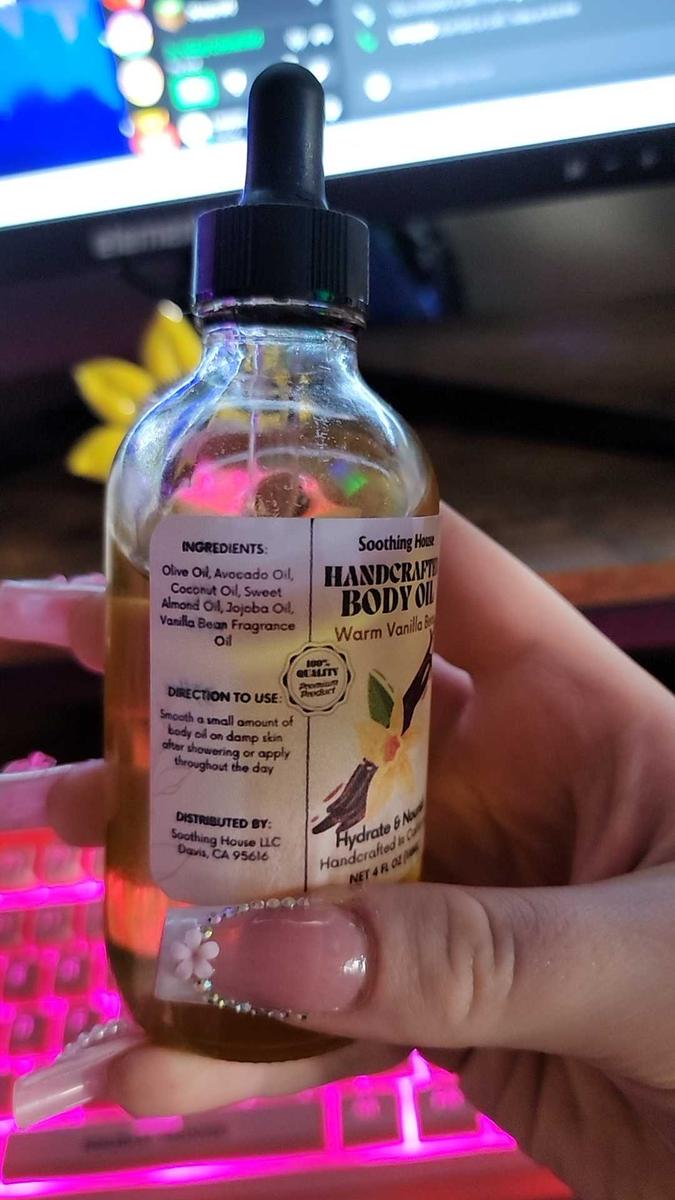 INGREDIENTS:
Olive Oil, Avocado Oil,
Coconut Oil, Sweet
Almond Oil, Jojoba Oil,
Vanilla Bean Fragrance
Oil
DIRECTION TO USE:
Smooth a small amount of
body oil on damp skin
after showering or apply
throughout the day
DISTRIBUTED BY:
Soothing House LLC
Davis, CA 95616
100%
QUALITY
Premium
Product
Soothing House
HANDCRAFTE
BODY OIL
Warm Vanilla
Hydrate &
Handcrafted in
NET 4 FL OZ